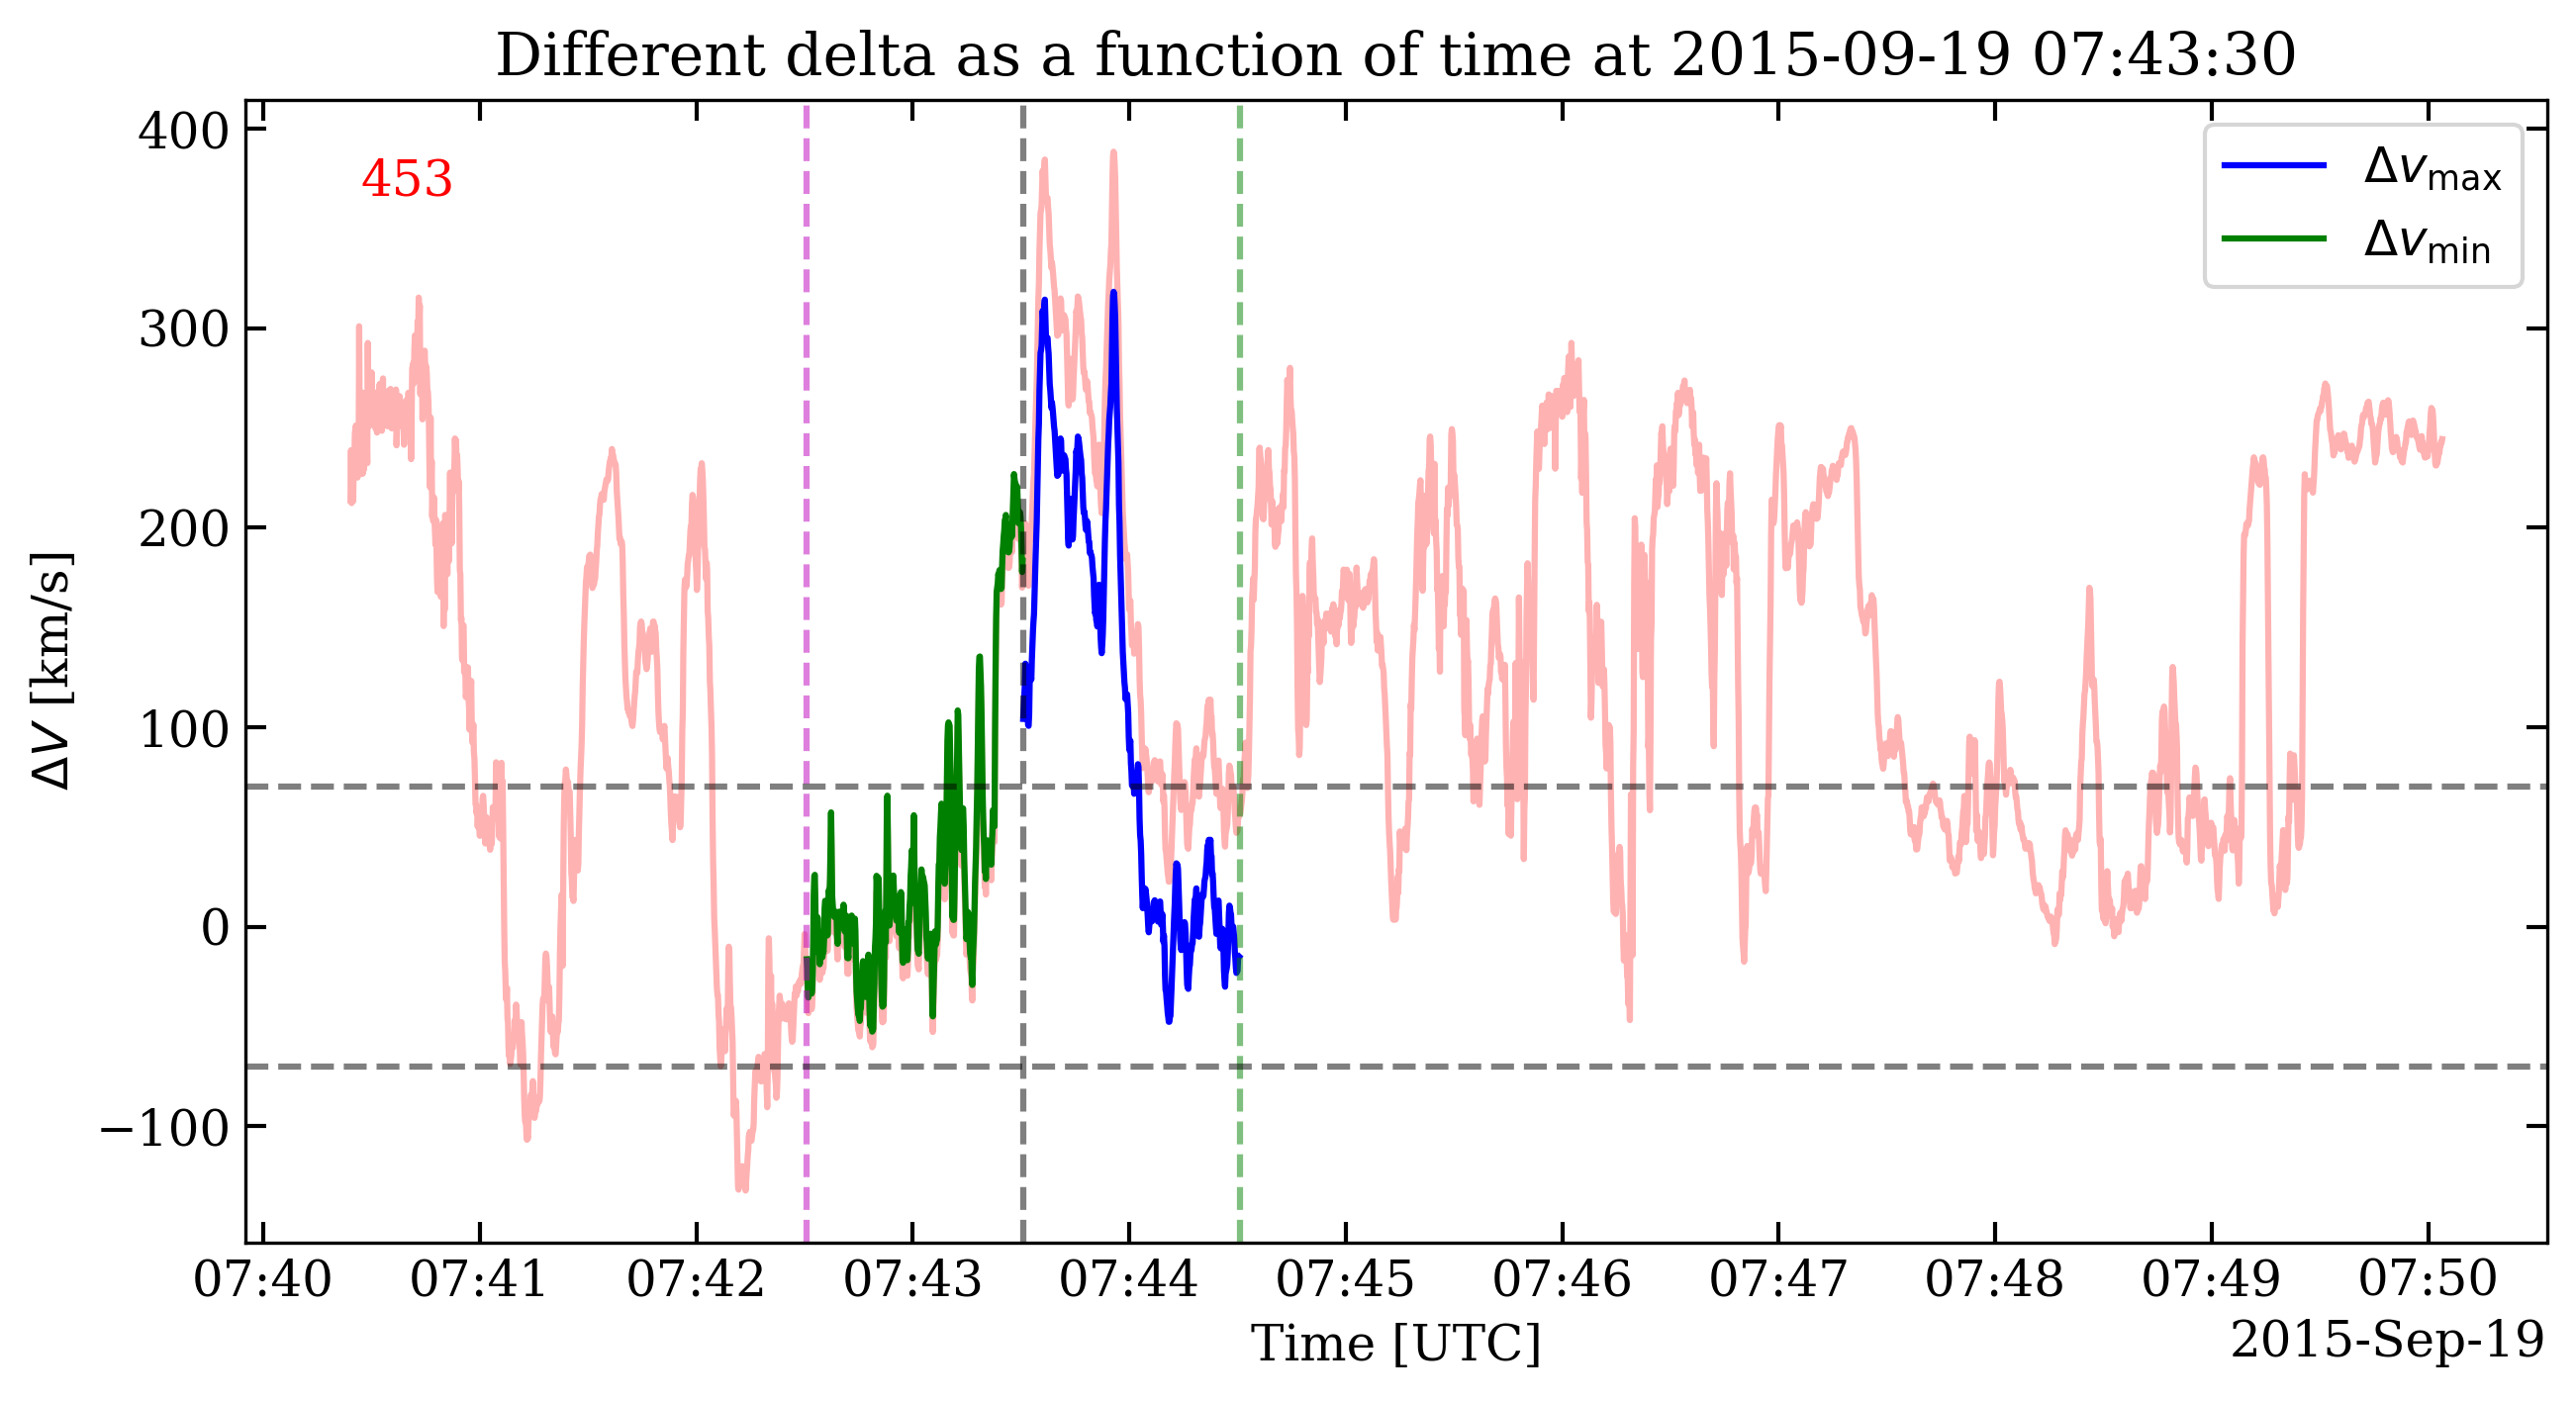 Different delta as a function of time at 2015-09-19 07:43:30
453
Δv_max
Δv_min
ΔV [km/s]
400
300
200
100
0
−100
07:40 07:41 07:42 07:43 07:44 07:45 07:46 07:47 07:48 07:49 07:50
Time [UTC]
2015-Sep-19